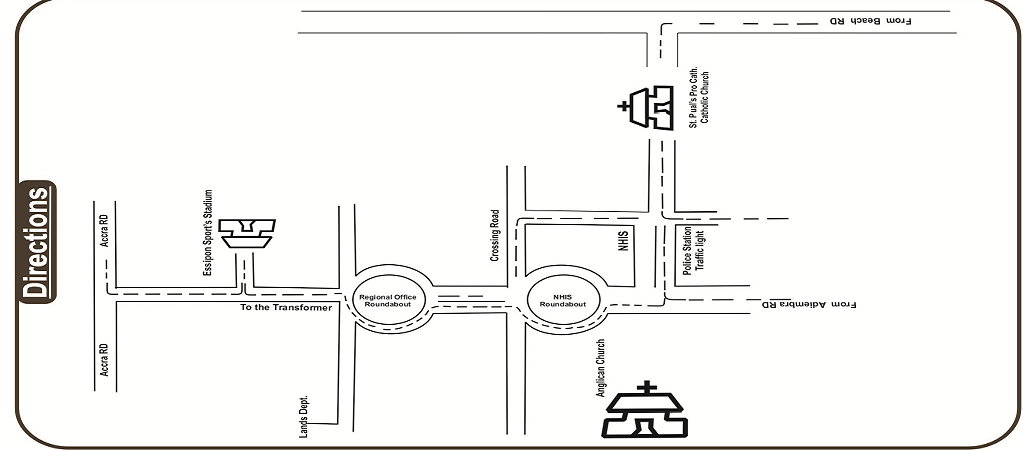 Directions
From Beach RD
St. Pual's Pro Cath.
Catholic Church
Accra RD
Essipon Sport's Stadium
Crossing Road
NHIS
Police Station
Traffic light
Regional Office
Roundabout
NHIS
Roundabout
To the Transformer
From Adiembra RD
Accra RD
Lands Dept.
Anglican Church